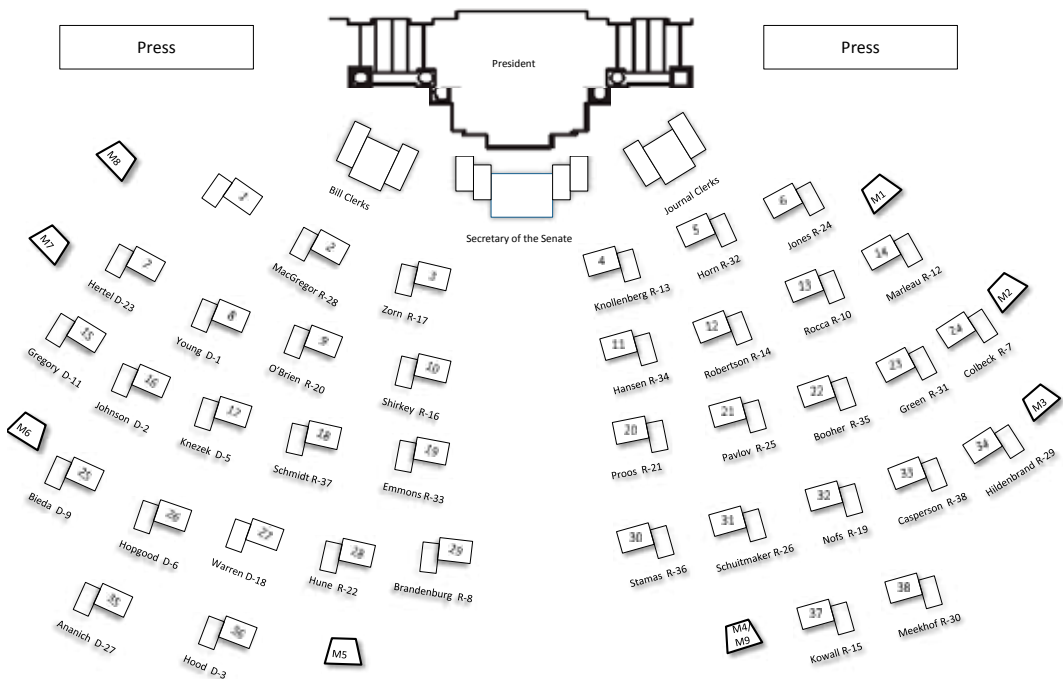 Press
President
Press
M8
1
Bill Clerks
Secretary of the Senate
Journal Clerks
6
Jones R-24
M1
M7
7
Hertel D-23
2
MacGregor R-28
3
Zorn R-17
4
Knollenberg R-13
5
Horn R-32
14
Marleau R-12
M2
15
Gregory D-11
8
Young D-1
9
O'Brien R-20
10
Shirkey R-16
11
Hansen R-34
12
Robertson R-14
13
Rocca R-10
24
Colbeck R-7
M3
M6
16
Johnson D-2
17
Knezek D-5
18
Schmidt R-37
19
Emmons R-33
20
Proos R-21
21
Pavlov R-25
22
Booher R-35
23
Green R-31
34
Hildenbrand R-29
25
Bieda D-9
26
Hopgood D-6
27
Warren D-18
28
Hune R-22
29
Brandenburg R-8
30
Stamas R-36
31
Schuitmaker R-26
32
Nofs R-19
33
Casperson R-38
35
Ananich D-27
36
Hood D-3
M5
M4/
M9
37
Kowall R-15
38
Meekhof R-30